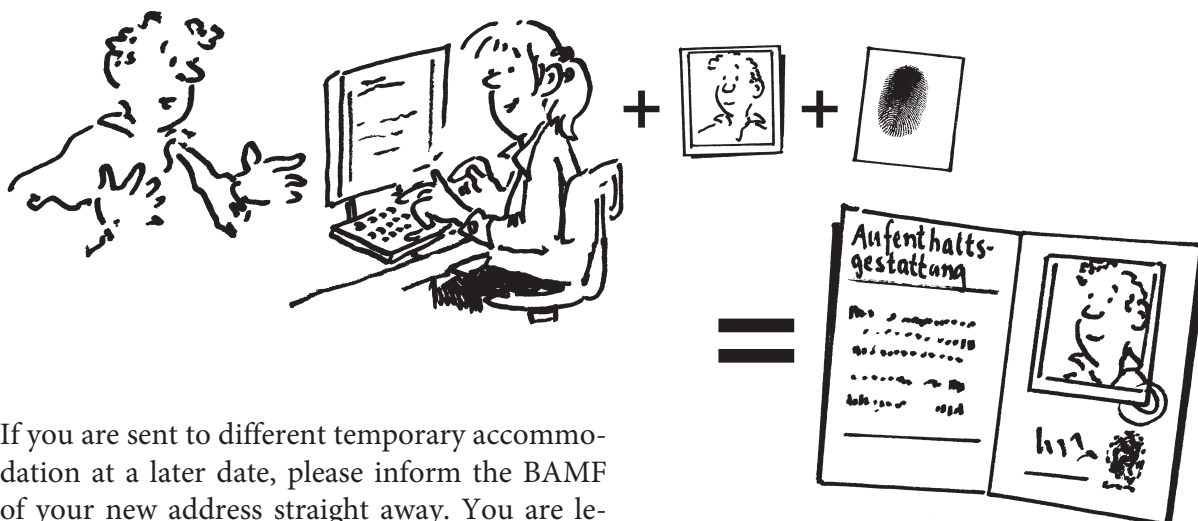 +
+
=
Aufenthalts-
gestattung
If you are sent to different temporary accommo-
dation at a later date, please inform the BAMF
of your new address straight away. You are le-